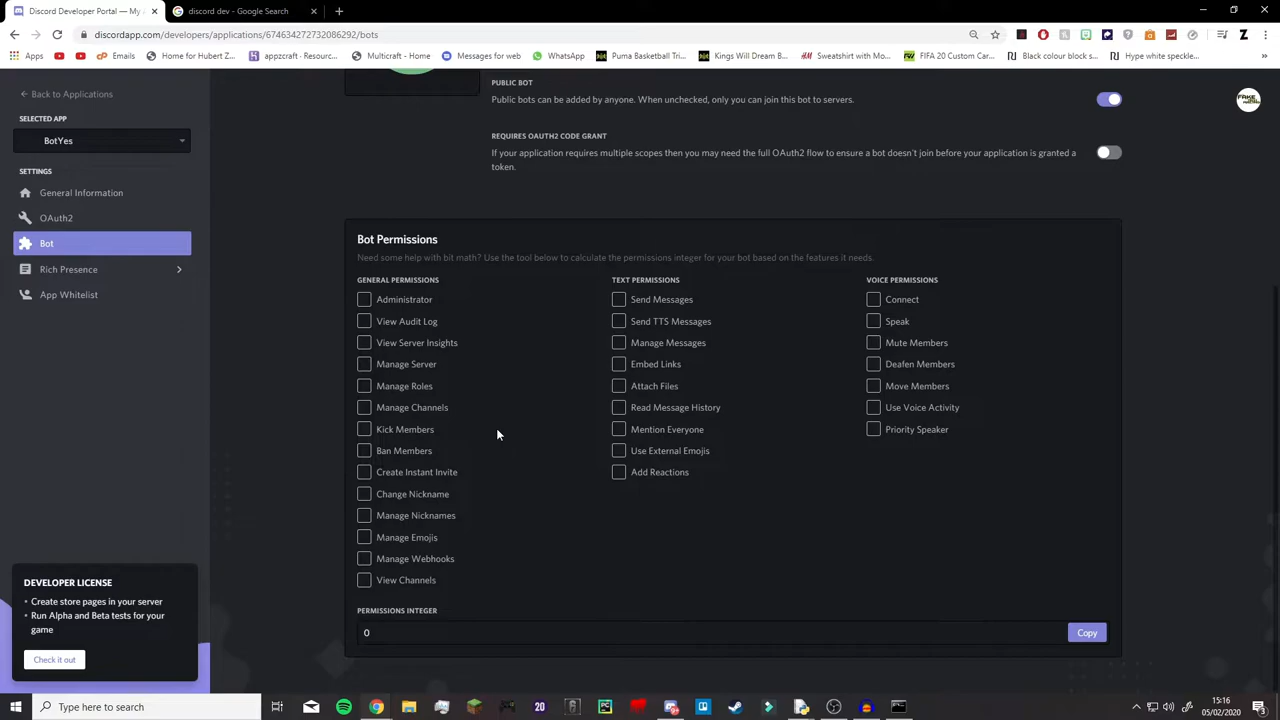 Discord Developer Portal — My A
discord dev - Google Search
discordapp.com/developers/applications/674634272732086292/bots
Apps
Emails
Home for Hubert Z...
appzcraft - Resourc...
Multicraft - Home
Messages for web
WhatsApp
Puma Basketball Tri...
Kings Will Dream B...
Sweatshirt with Mo...
FIFA 20 Custom Car...
Black colour block s...
Hype white speckle...
Back to Applications
SELECTED APP
BotYes
SETTINGS
General Information
OAuth2
Bot
Rich Presence
App Whitelist
DEVELOPER LICENSE
• Create store pages in your server
• Run Alpha and Beta tests for your
game
Check it out
PUBLIC BOT
Public bots can be added by anyone. When unchecked, only you can join this bot to servers.
REQUIRES OAUTH2 CODE GRANT
If your application requires multiple scopes then you may need the full OAuth2 flow to ensure a bot doesn't join before your application is granted a
token.
Bot Permissions
Need some help with bit math? Use the tool below to calculate the permissions integer for your bot based on the features it needs.
GENERAL PERMISSIONS
Administrator
View Audit Log
View Server Insights
Manage Server
Manage Roles
Manage Channels
Kick Members
Ban Members
Create Instant Invite
Change Nickname
Manage Nicknames
Manage Emojis
Manage Webhooks
View Channels
TEXT PERMISSIONS
Send Messages
Send TTS Messages
Manage Messages
Embed Links
Attach Files
Read Message History
Mention Everyone
Use External Emojis
Add Reactions
VOICE PERMISSIONS
Connect
Speak
Mute Members
Deafen Members
Move Members
Use Voice Activity
Priority Speaker
PERMISSIONS INTEGER
0
Copy
Type here to search
20
15:16
05/02/2020